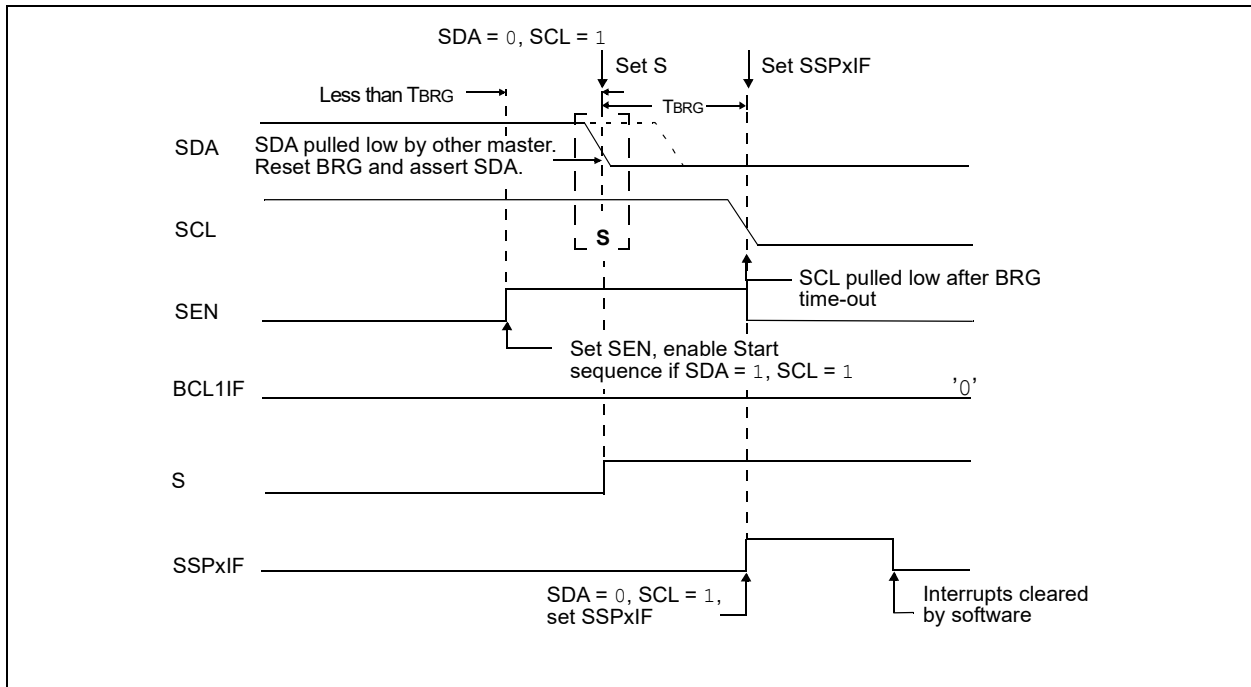 SDA = 0, SCL = 1
Set S
Set SSPxIF
Less than TBRG
TBRG
SDA
SDA pulled low by other master.
Reset BRG and assert SDA.
SCL
S
SCL pulled low after BRG
time-out
SEN
Set SEN, enable Start
sequence if SDA = 1, SCL = 1
BCL1IF
'0'
S
SSPxIF
SDA = 0, SCL = 1,
set SSPxIF
Interrupts cleared
by software